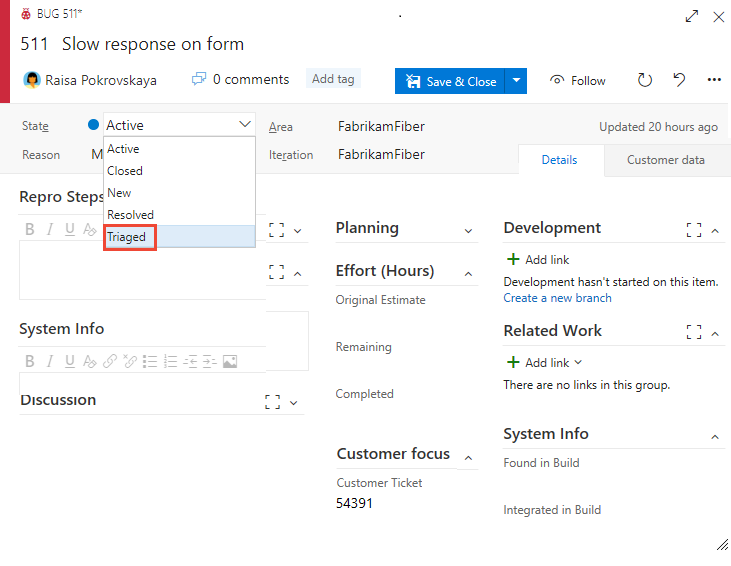 BUG 511*
511 Slow response on form
Raisa Pokrovskaya 0 comments Add tag Save & Close Follow
State Active Area FabrikamFiber Updated 20 hours ago
Reason M Iteration FabrikamFiber
Details Customer data
Active
Closed
New
Resolved
Triaged
Repro Steps
B I U
System Info
B I U
Discussion
Planning
Effort (Hours)
Original Estimate
Remaining
Completed
Customer focus
Customer Ticket
54391
Development
Add link
Development hasn't started on this item.
Create a new branch
Related Work
Add link
There are no links in this group.
System Info
Found in Build
Integrated in Build